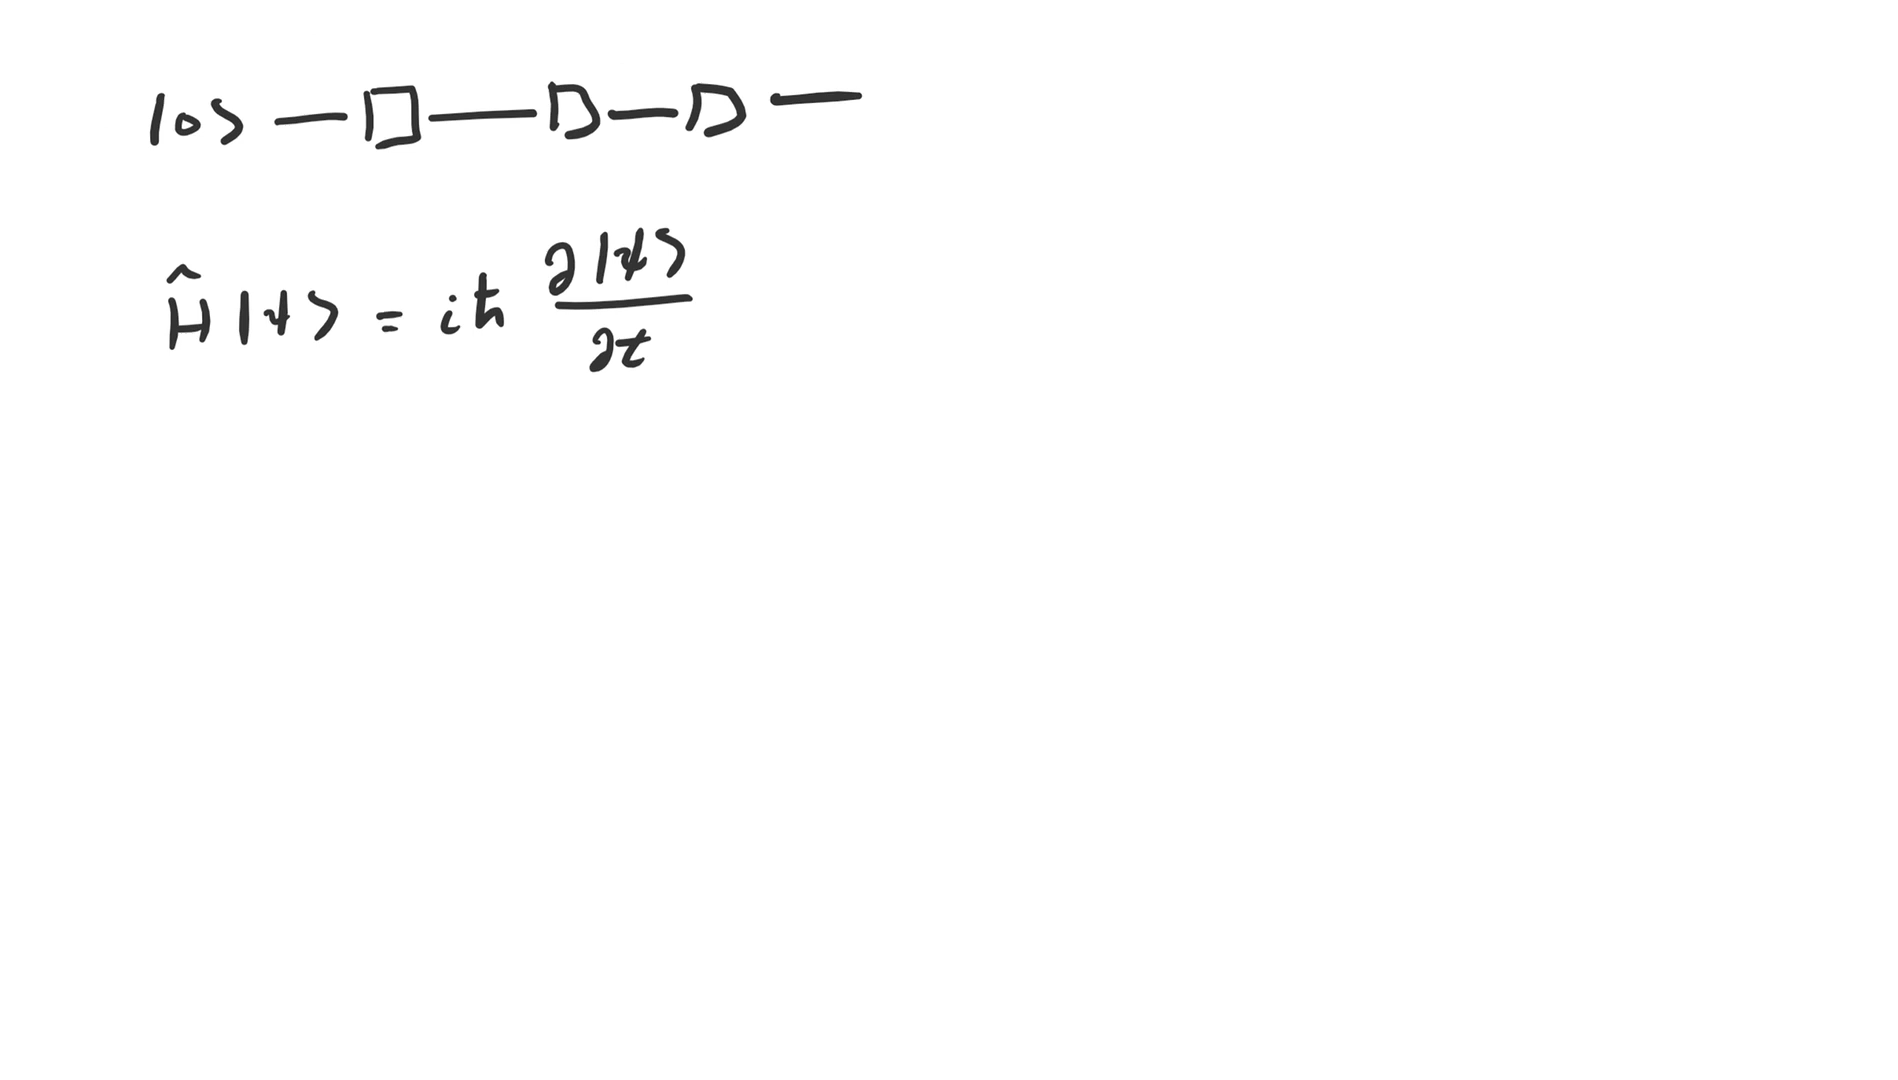 |0> — □ — D — D —
Ĥ|ψ> = iħ ∂|ψ>/∂t